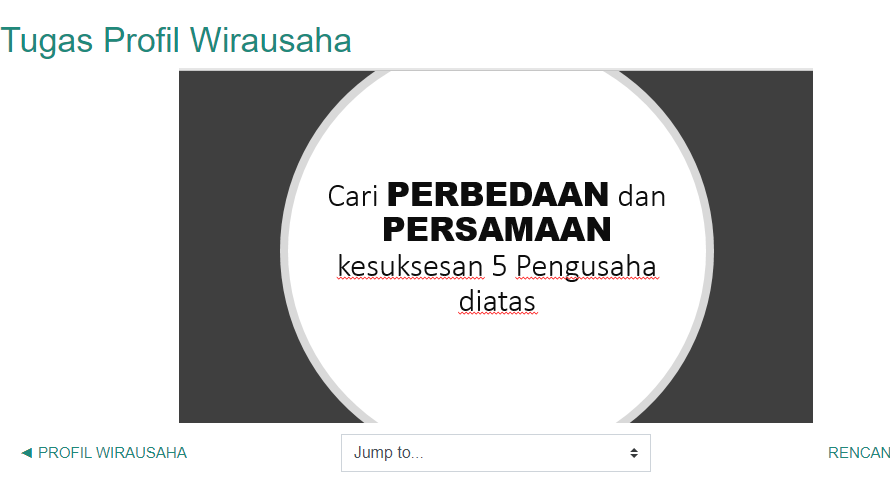 Tugas Profil Wirausaha
Cari PERBEDAAN dan
PERSAMAAN
kesuksesan 5 Pengusaha
diatas
◄ PROFIL WIRAUSAHA
Jump to...
RENCAN